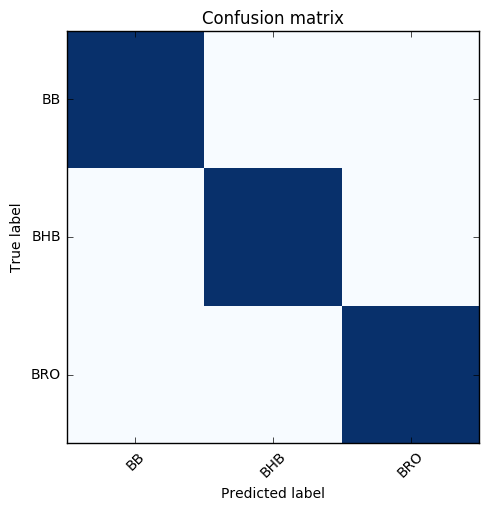 Confusion matrix
True label
BB
BHB
BRO
BB
BHB
BRO
Predicted label